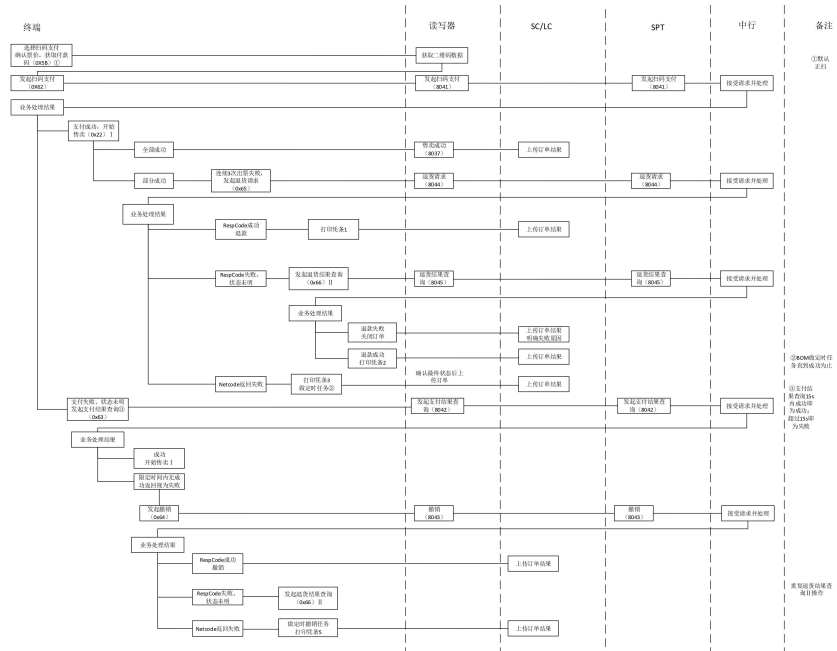 终端
读写器
SC/LC
SPT
中行
备注
选择扫码支付
确认票价，获取付款
码（0X5B）①
获取二维码数据
①默认
正扫
发起扫码支付
（0X62）
发起扫码支付
（8041）
发起扫码支付
（8041）
接受请求并处理
业务处理结果
支付成功，开始
售卖（0x22）Ⅰ
全部成功
售卖成功
（8037）
上传订单结果
部分成功
连续3次出票失败，
发起退货请求
（0x65）
退货请求
（8044）
退货请求
（8044）
接受请求并处理
业务处理结果
RespCode成功
退款
打印凭条1
上传订单结果
RespCode失败，
状态未明
发起退货结果查询
（0x66）Ⅱ
退货结果查
询（8045）
退货结果查
询（8045）
接受请求并处理
业务处理结果
退款失败
关闭订单
上传订单结果
明确失败原因
退款成功
打印凭条2
上传订单结果
②BOM做定时任
务直到成功为止
Netcode返回失败
打印凭条3
做定时任务②
确认最终状态后上
传订单
③支付结
果查询15s
内成功即
为成功；
超过15s即
为失败
支付失败、状态未明
发起支付结果查询③
（0x63）
发起支付结果查
询（8042）
发起支付结果查
询（8042）
接受请求并处理
业务处理结果
成功
开始售卖Ⅰ
限定时间内无成
功返回视为失败
发起撤销
（0x64）
撤销
（8043）
撤销
（8043）
接受请求并处理
业务处理结果
RespCode成功
撤销
上传订单结果
RespCode失败，
状态未明
发起退货结果查询
（0x66）Ⅱ
重复退货结果查
询Ⅱ操作
Netcode返回失败
做定时撤销任务
打印凭条5
上传订单结果